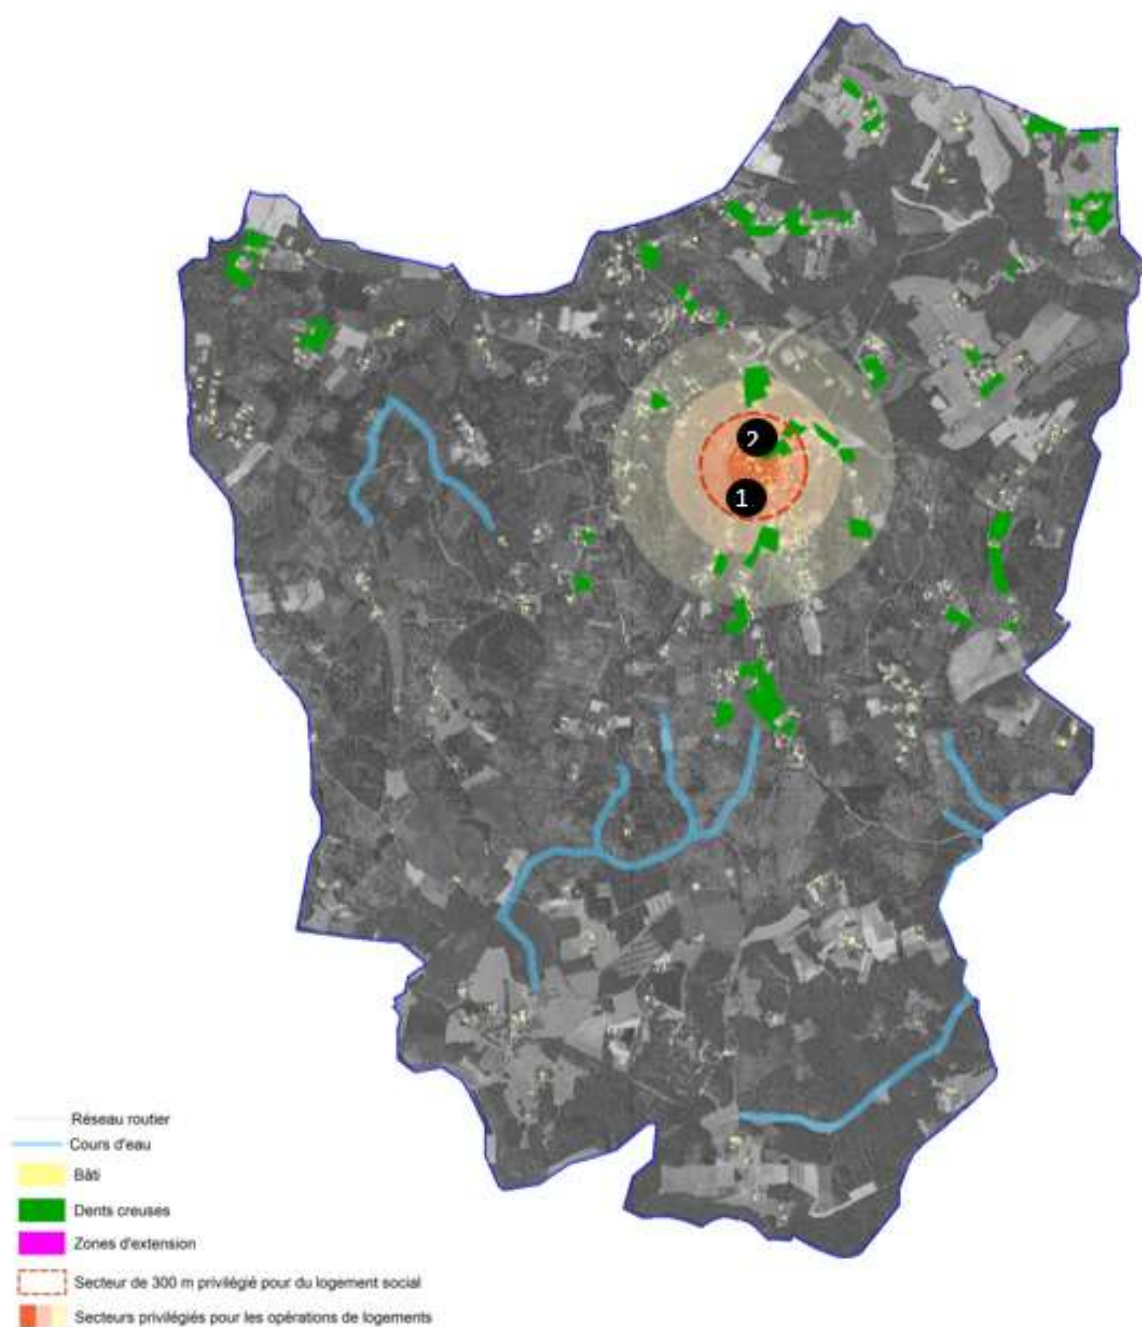 2
1
Réseau routier
Cours d'eau
Bâti
Dents creuses
Zones d'extension
Secteur de 300 m privilégié pour du logement social
Secteurs privilégiés pour les opérations de logements